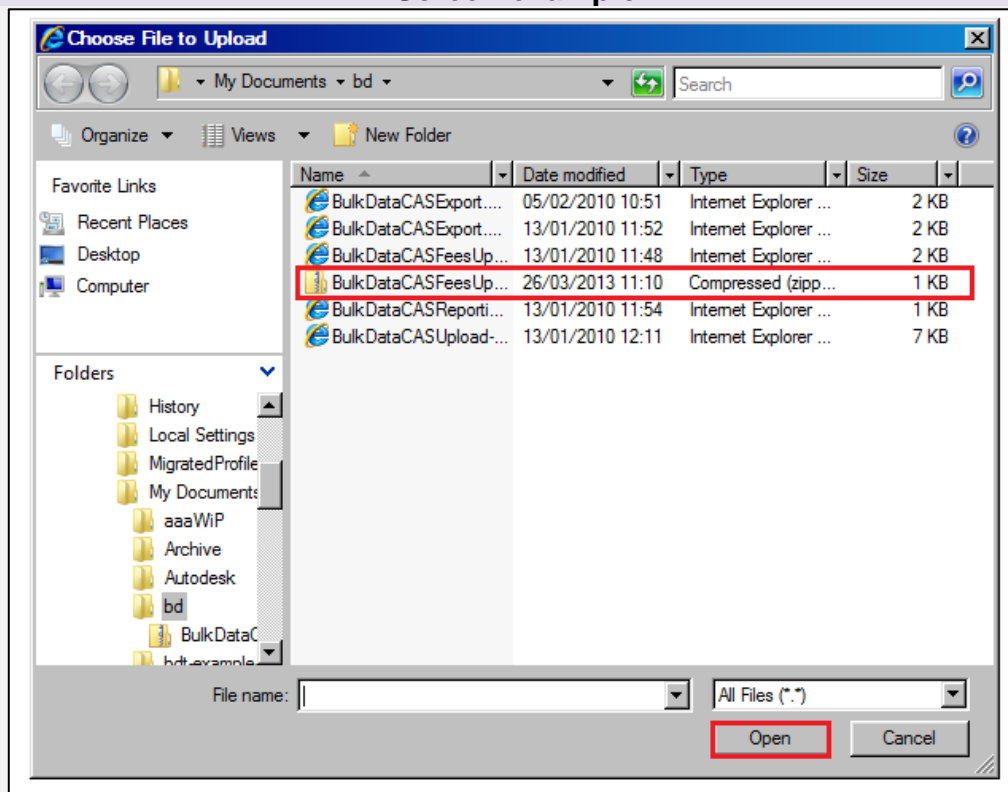 Choose File to Upload
My Documents bd Search
Organize Views New Folder
Favorite Links
Recent Places
Desktop
Computer
Folders
History
Local Settings
MigratedProfile
My Documents
aaaWiP
Archive
Autodesk
bd
BulkDataC
bdt-example
Name Date modified Type Size
BulkDataCASExport.... 05/02/2010 10:51 Internet Explorer ... 2 KB
BulkDataCASExport.... 13/01/2010 11:52 Internet Explorer ... 2 KB
BulkDataCASFeesUp... 13/01/2010 11:48 Internet Explorer ... 2 KB
BulkDataCASFeesUp... 26/03/2013 11:10 Compressed (zipp... 1 KB
BulkDataCASReporti... 13/01/2010 11:54 Internet Explorer ... 1 KB
BulkDataCASUpload-... 13/01/2010 12:11 Internet Explorer ... 7 KB
File name: All Files (*.*)
Open Cancel